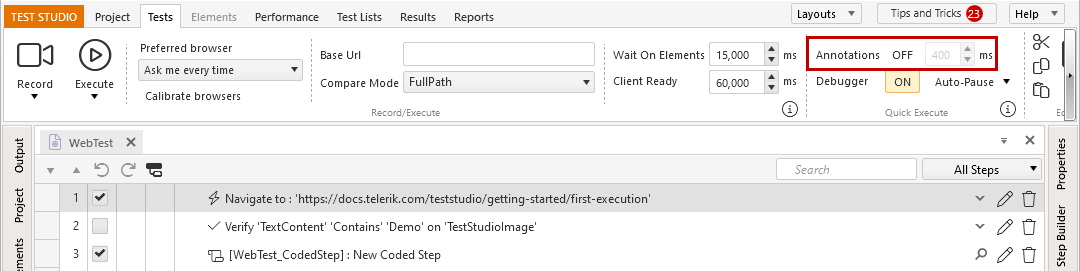 TEST STUDIO Project Tests Elements Performance Test Lists Results Reports Layouts Tips and Tricks 23 Help
Preferred browser Base Url Wait On Elements 15,000 ms Annotations OFF 400 ms
Ask me every time Compare Mode FullPath Client Ready 60,000 ms Debugger ON Auto-Pause
Record Execute Calibrate browsers
Record/Execute Quick Execute
WebTest
Search All Steps
1 Navigate to : 'https://docs.telerik.com/teststudio/getting-started/first-execution'
2 Verify 'TextContent' 'Contains' 'Demo' on 'TestStudioImage'
3 [WebTest_CodedStep] : New Coded Step
Output
Project
Properties
Step Builder